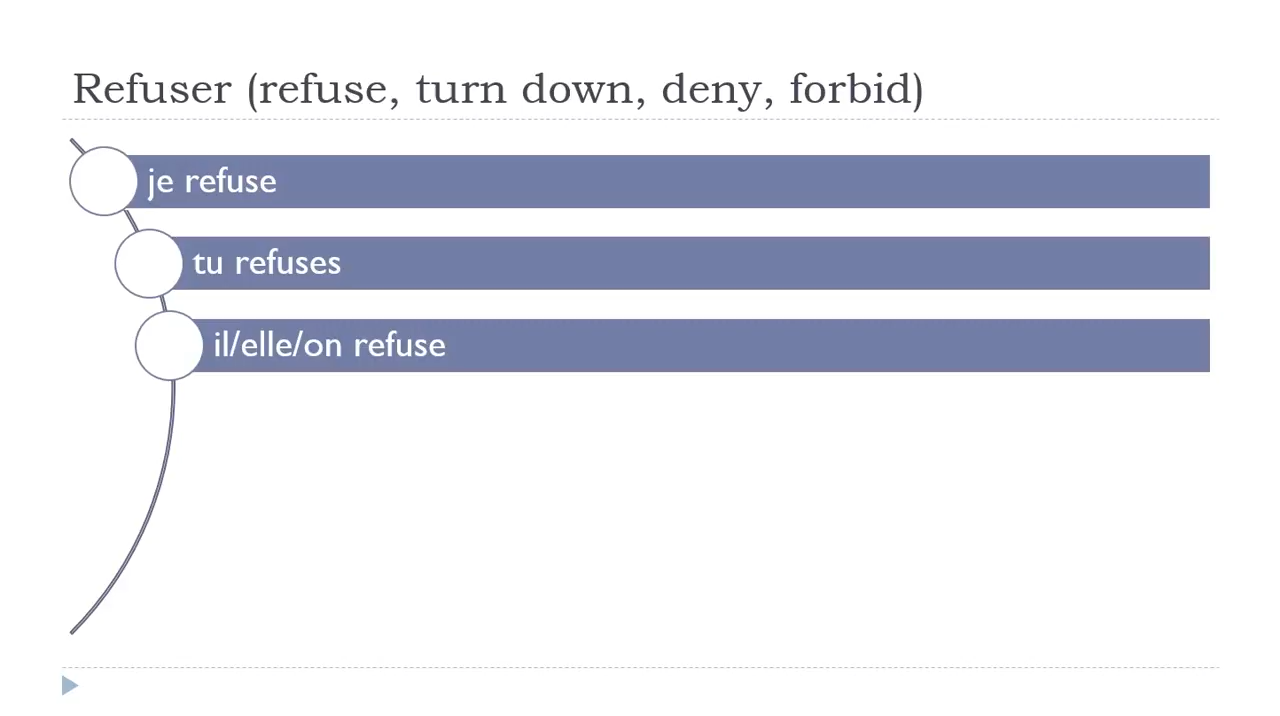 Refuser (refuse, turn down, deny, forbid)
je refuse
tu refuses
il/elle/on refuse